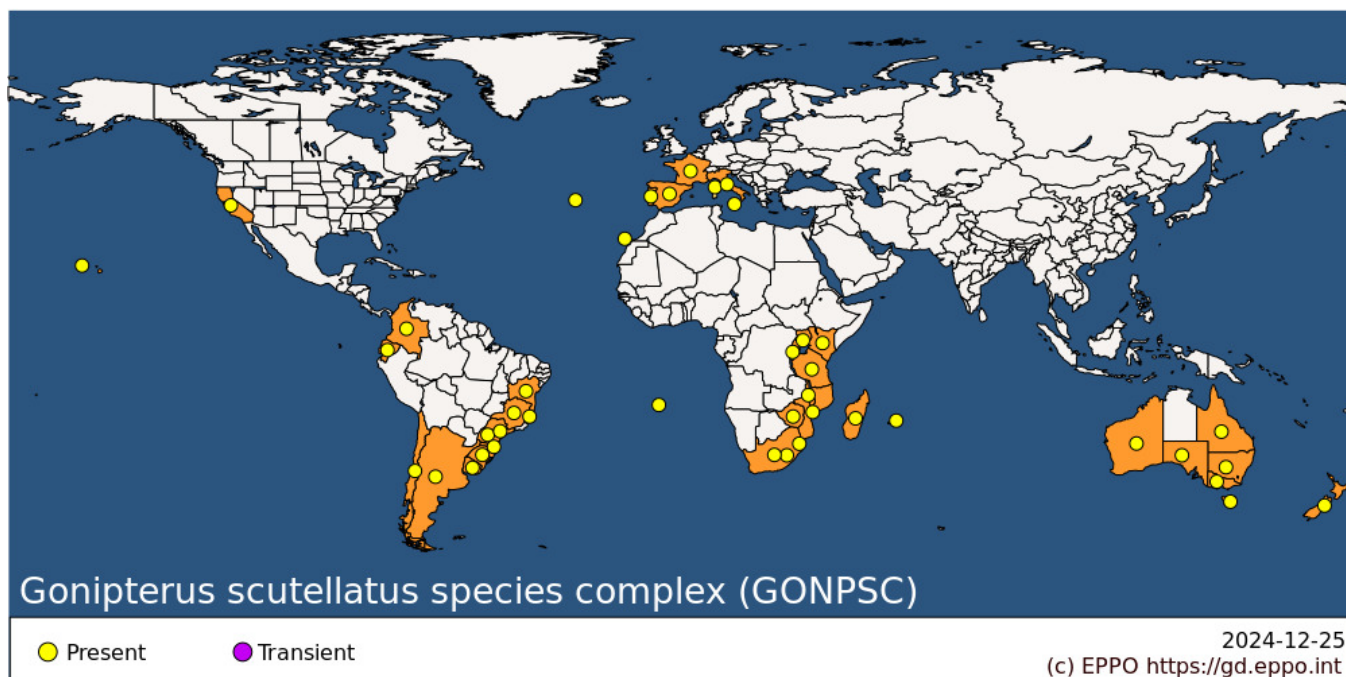 Gonipterus scutellatus species complex (GONPSC)
Present
Transient
2024-12-25
(c) EPPO https://gd.eppo.int